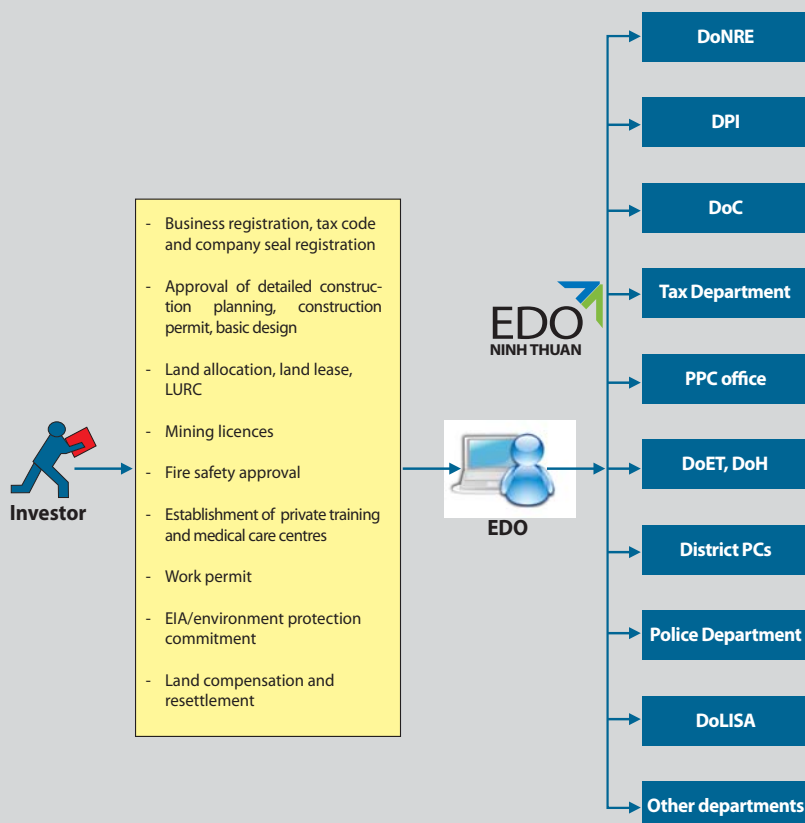 Investor
- Business registration, tax code
and company seal registration
- Approval of detailed construc-
tion planning, construction
permit, basic design
- Land allocation, land lease,
LURC
- Mining licences
- Fire safety approval
- Establishment of private training
and medical care centres
- Work permit
- EIA/environment protection
commitment
- Land compensation and
resettlement
EDO
NINH THUAN
EDO
DoNRE
DPI
DoC
Tax Department
PPC office
DoET, DoH
District PCs
Police Department
DoLISA
Other departments